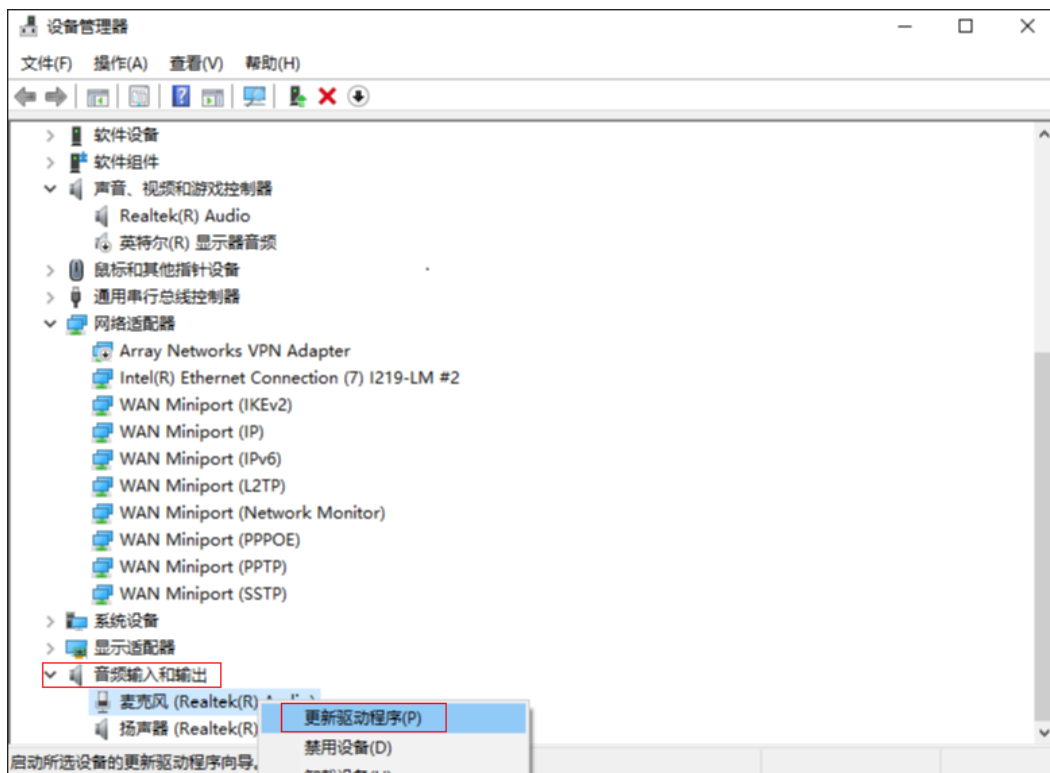 设备管理器
文件(F) 操作(A) 查看(V) 帮助(H)
软件设备
软件组件
声音、视频和游戏控制器
Realtek(R) Audio
英特尔(R) 显示器音频
鼠标和其他指针设备
通用串行总线控制器
网络适配器
Array Networks VPN Adapter
Intel(R) Ethernet Connection (7) I219-LM #2
WAN Miniport (IKEv2)
WAN Miniport (IP)
WAN Miniport (IPv6)
WAN Miniport (L2TP)
WAN Miniport (Network Monitor)
WAN Miniport (PPPOE)
WAN Miniport (PPTP)
WAN Miniport (SSTP)
系统设备
显示适配器
音频输入和输出
麦克风 (Realtek(R)
更新驱动程序(P)
扬声器 (Realtek(R)
禁用设备(D)
启动所选设备的更新驱动程序向导。